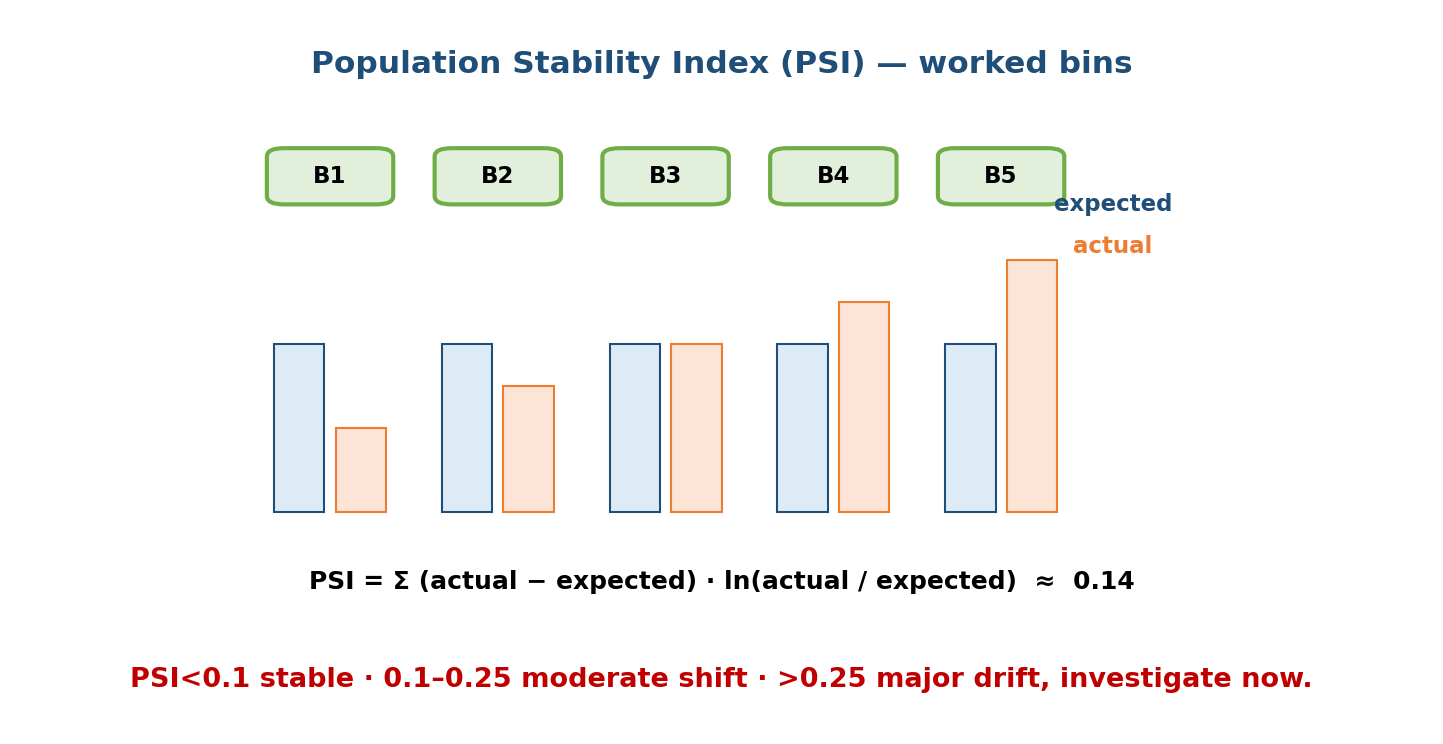 Population Stability Index (PSI) — worked bins
B1 B2 B3 B4 B5
expected
actual
PSI = Σ (actual − expected) · ln(actual / expected) ≈ 0.14
PSI<0.1 stable · 0.1–0.25 moderate shift · >0.25 major drift, investigate now.